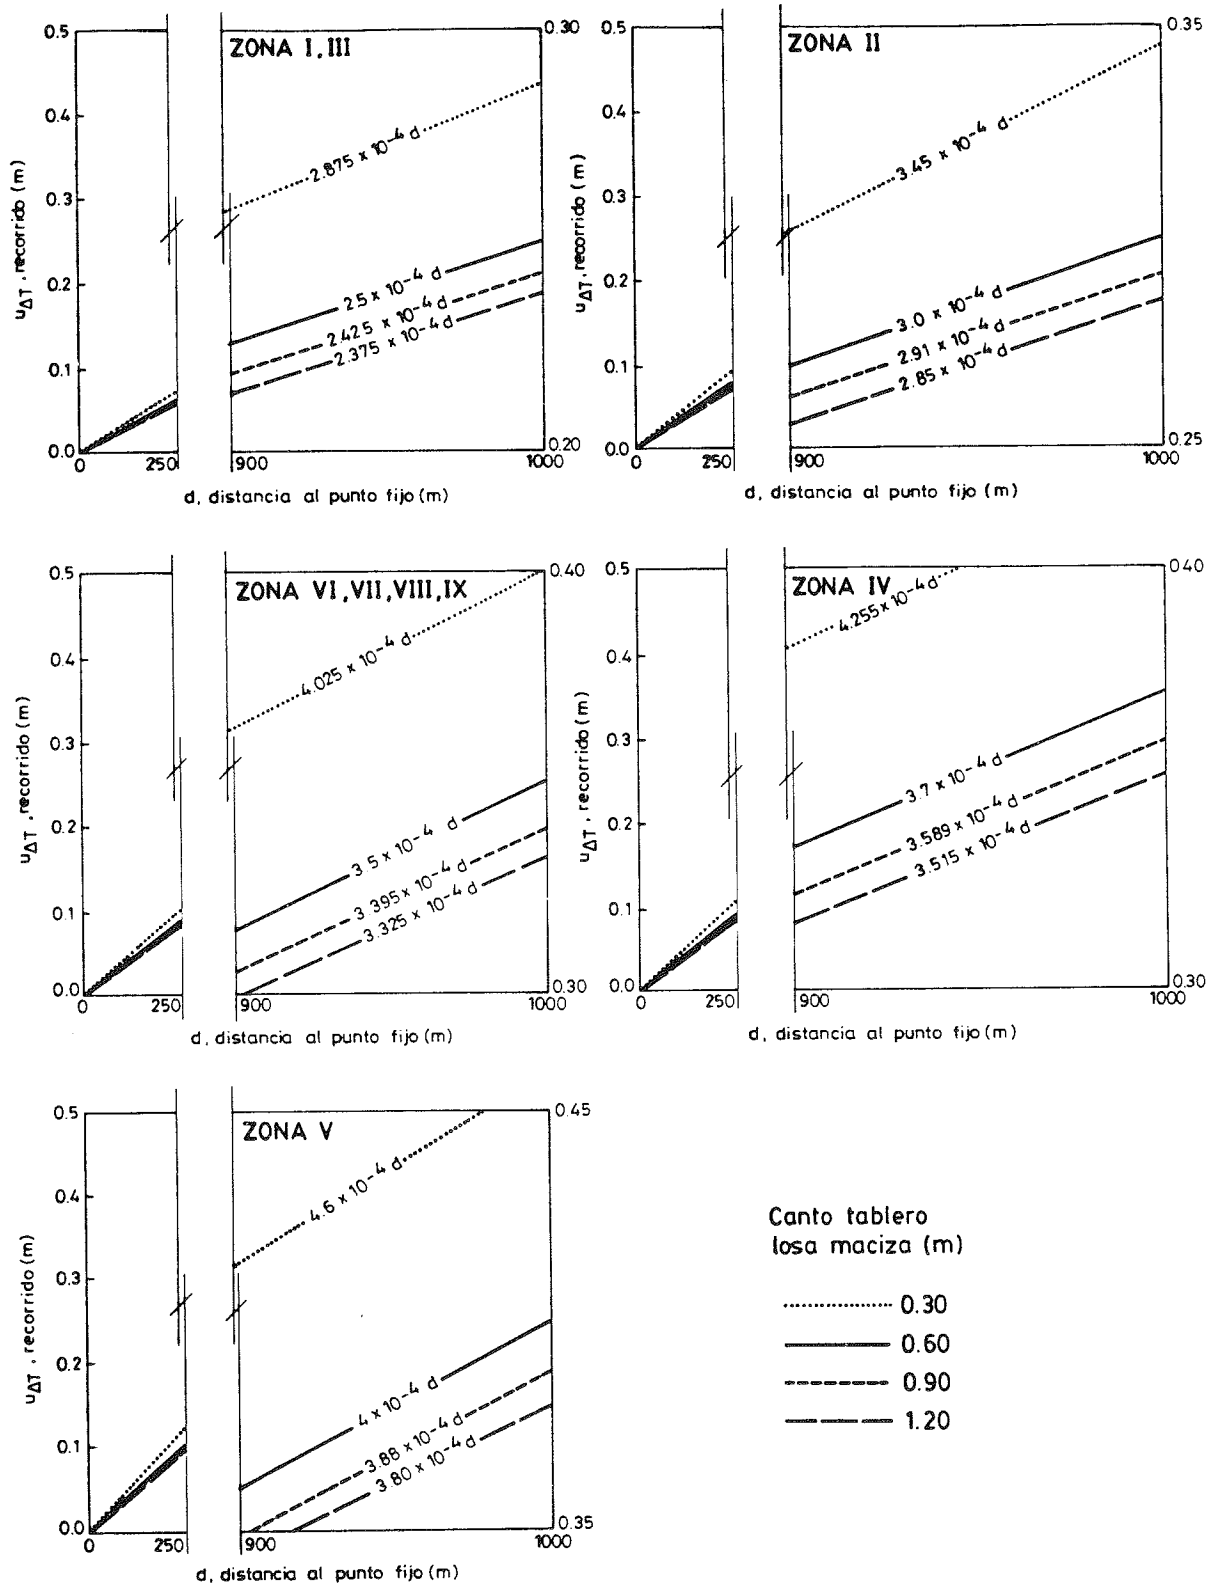 ZONA I, III
0.5
0.4
0.3
0.2
0.1
0.0
0
250
900
1000
0.30
0.20
2.875 x 10-4 d
2.5 x 10-4 d
2.425 x 10-4 d
2.375 x 10-4 d
uΔT, recorrido (m)
d, distancia al punto fijo (m)
ZONA II
0.5
0.4
0.3
0.2
0.1
0.0
0
250
900
1000
0.35
0.25
3.45 x 10-4 d
3.0 x 10-4 d
2.91 x 10-4 d
2.85 x 10-4 d
uΔT, recorrido (m)
d, distancia al punto fijo (m)
ZONA VI, VII, VIII, IX
0.5
0.4
0.3
0.2
0.1
0.0
0
250
900
1000
0.40
0.30
4.025 x 10-4 d
3.5 x 10-4 d
3.395 x 10-4 d
3.325 x 10-4 d
uΔT, recorrido (m)
d, distancia al punto fijo (m)
ZONA IV
0.5
0.4
0.3
0.2
0.1
0.0
0
250
900
1000
0.40
0.30
4.255 x 10-4 d
3.7 x 10-4 d
3.589 x 10-4 d
3.515 x 10-4 d
uΔT, recorrido (m)
d, distancia al punto fijo (m)
ZONA V
0.5
0.4
0.3
0.2
0.1
0.0
0
250
900
1000
0.45
0.35
4.6 x 10-4 d
4 x 10-4 d
3.88 x 10-4 d
3.80 x 10-4 d
uΔT, recorrido (m)
d, distancia al punto fijo (m)
Canto tablero
losa maciza (m)
0.30
0.60
0.90
1.20